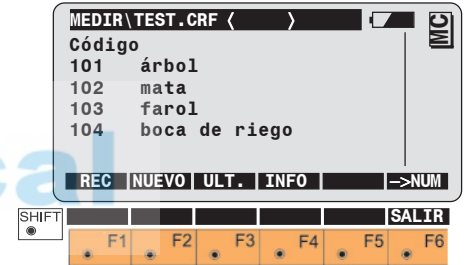 MEDIR\TEST.CRF ⟨ ⟩ MC
Código
101 árbol
102 mata
103 farol
104 boca de riego
REC NUEVO ULT. INFO –>NUM
SHIFT SALIR
F1 F2 F3 F4 F5 F6